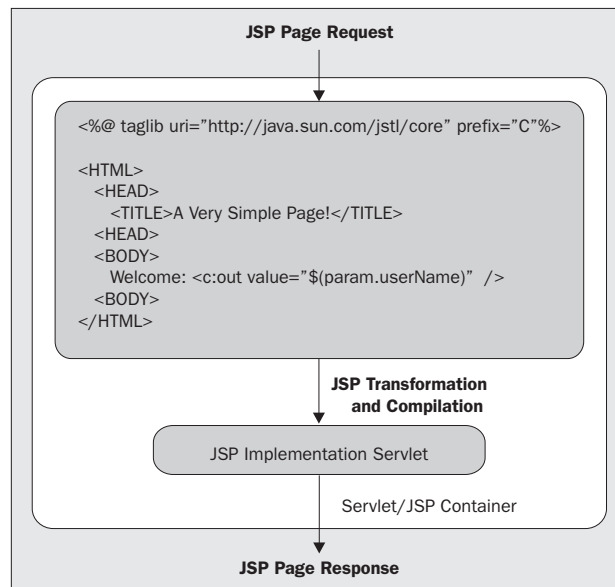 JSP Page Request
<%@ taglib uri=”http://java.sun.com/jstl/core” prefix=”C”%>
<HTML>
<HEAD>
<TITLE>A Very Simple Page!</TITLE>
<HEAD>
<BODY>
Welcome: <c:out value=”$(param.userName)” />
<BODY>
</HTML>
JSP Transformation
and Compilation
JSP Implementation Servlet
Servlet/JSP Container
JSP Page Response